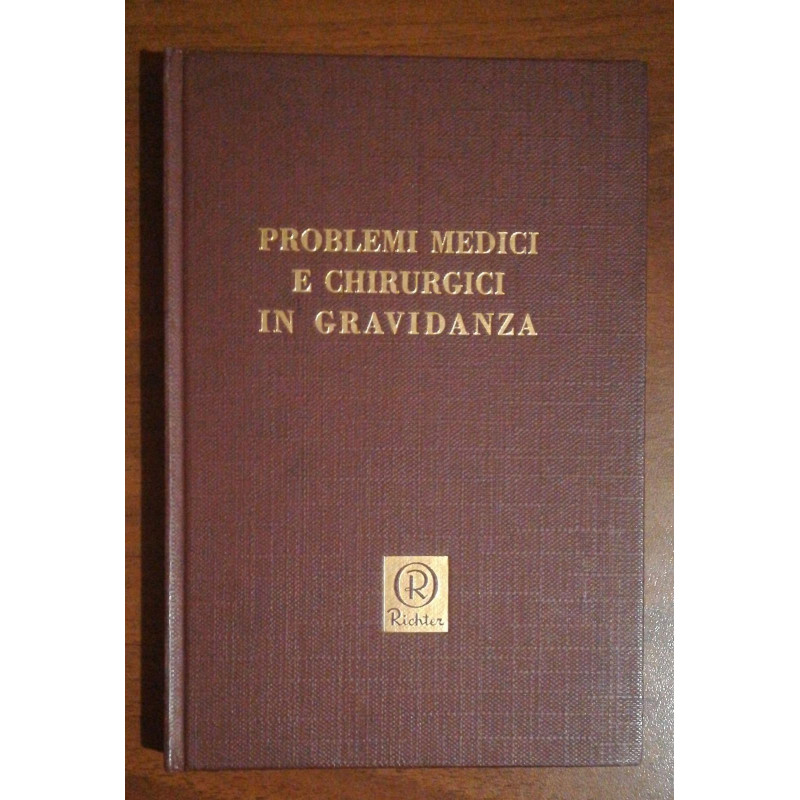 PROBLEMI MEDICI
E CHIRURGICI
IN GRAVIDANZA
R
Richter